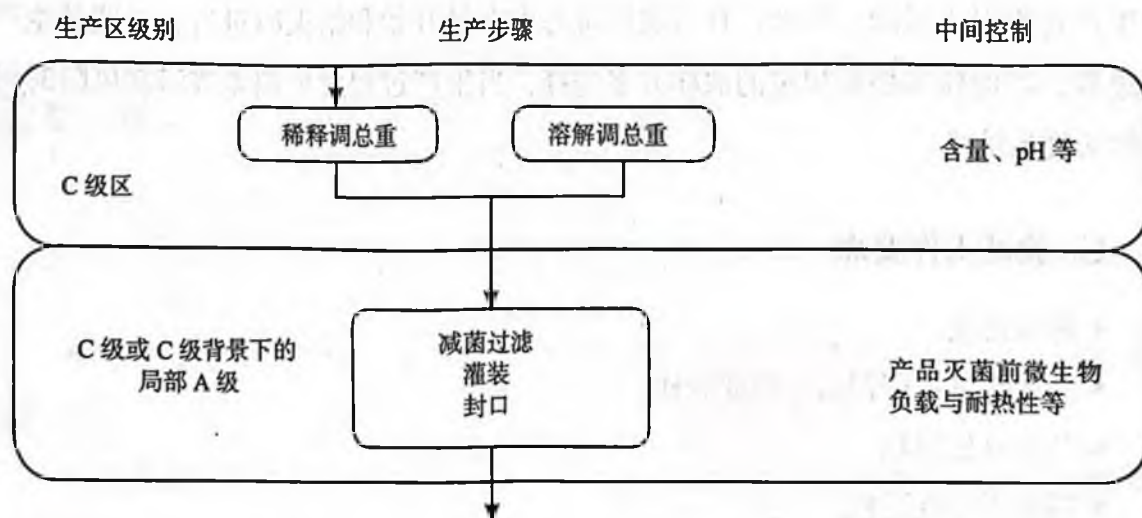 生产区级别
生产步骤
中间控制
稀释调总重
溶解调总重
含量、pH等
C级区
C级或C级背景下的
局部A级
减菌过滤
灌装
封口
产品灭菌前微生物
负载与耐热性等